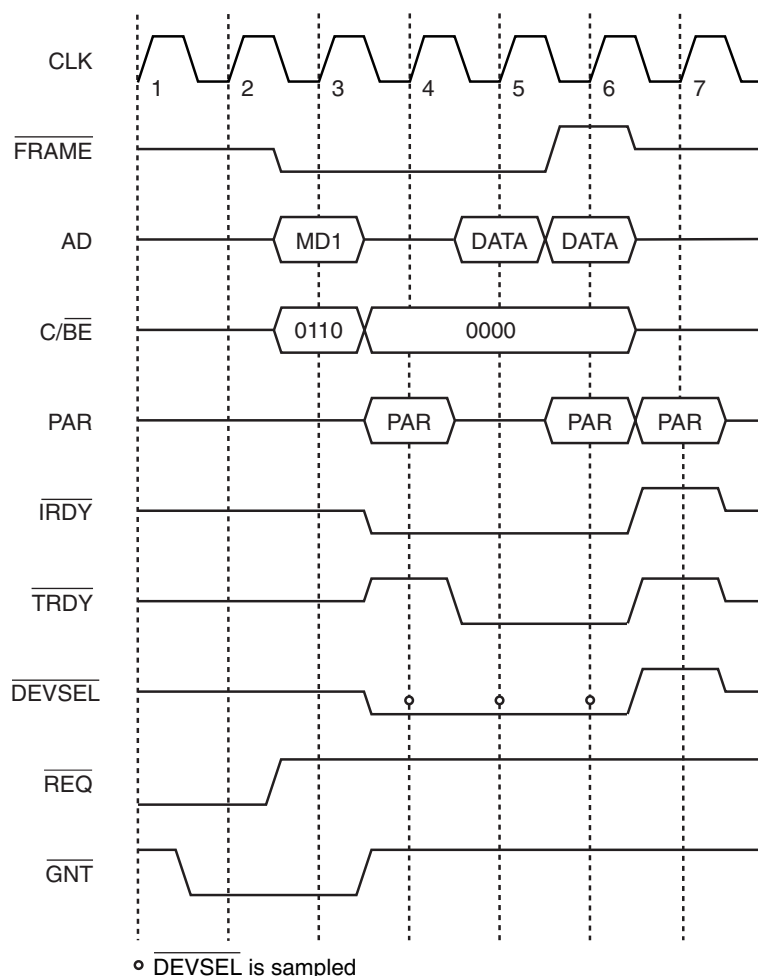 CLK
1 2 3 4 5 6 7
FRAME
AD MD1 DATA DATA
C/BE 0110 0000
PAR PAR PAR PAR
IRDY
TRDY
DEVSEL
REQ
GNT
DEVSEL is sampled